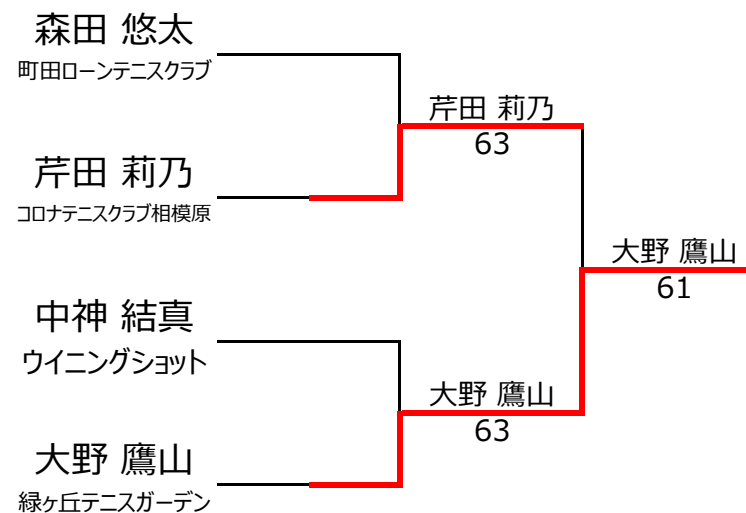 森田 悠太
町田ローンテニスクラブ
芹田 莉乃
63
芹田 莉乃
コロナテニスクラブ相模原
大野 鷹山
61
中神 結真
ウイニングショット
大野 鷹山
63
大野 鷹山
緑ヶ丘テニスガーデン